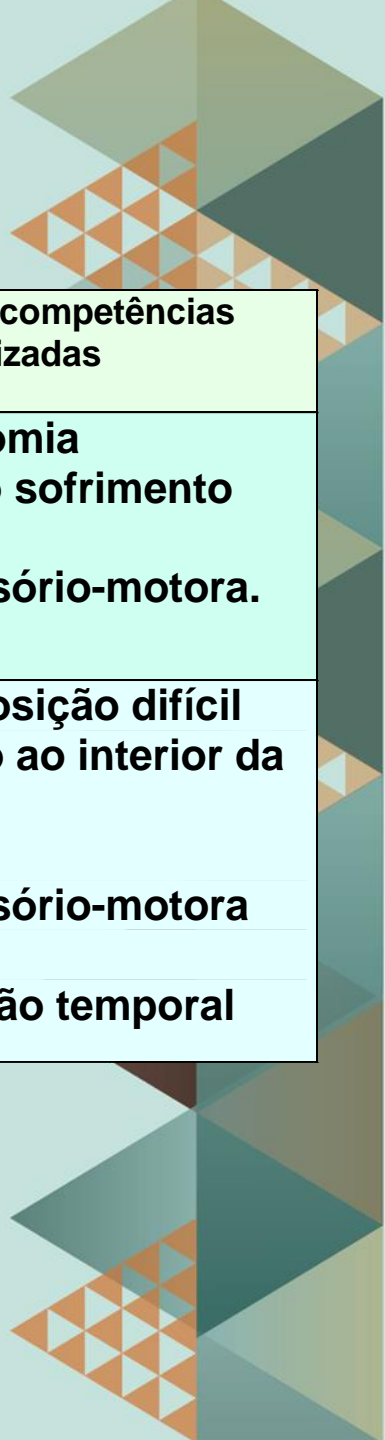 competências
izadas
omia
o sofrimento
sório-motora.
osição difícil
o ao interior da
sório-motora
ão temporal